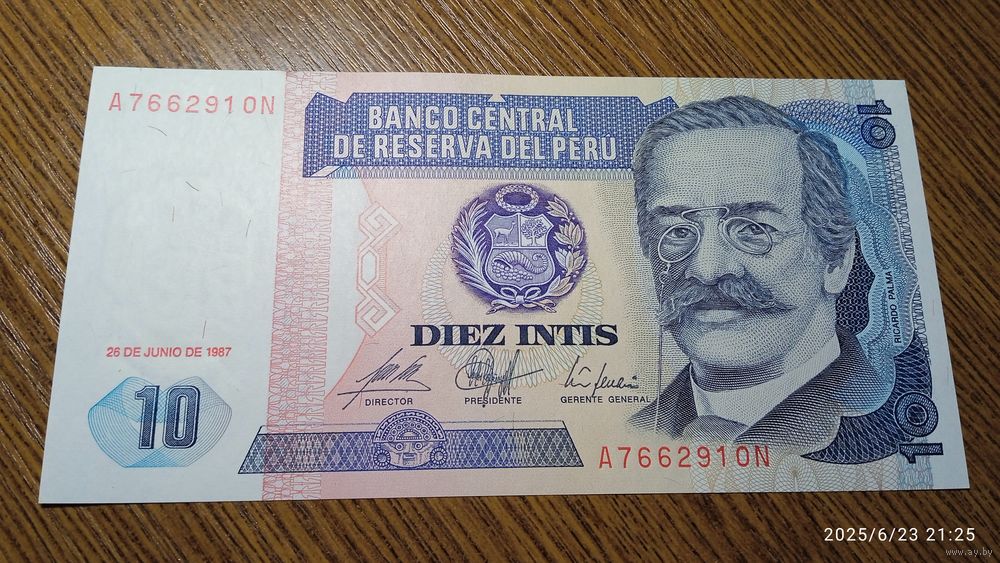 A7662910N
BANCO CENTRAL
DE RESERVA DEL PERU
10
RICARDO PALMA
DIEZ INTIS
26 DE JUNIO DE 1987
DIRECTOR
PRESIDENTE
GERENTE GENERAL
10
A7662910N
10
2025/6/23 21:25
www.ay.by